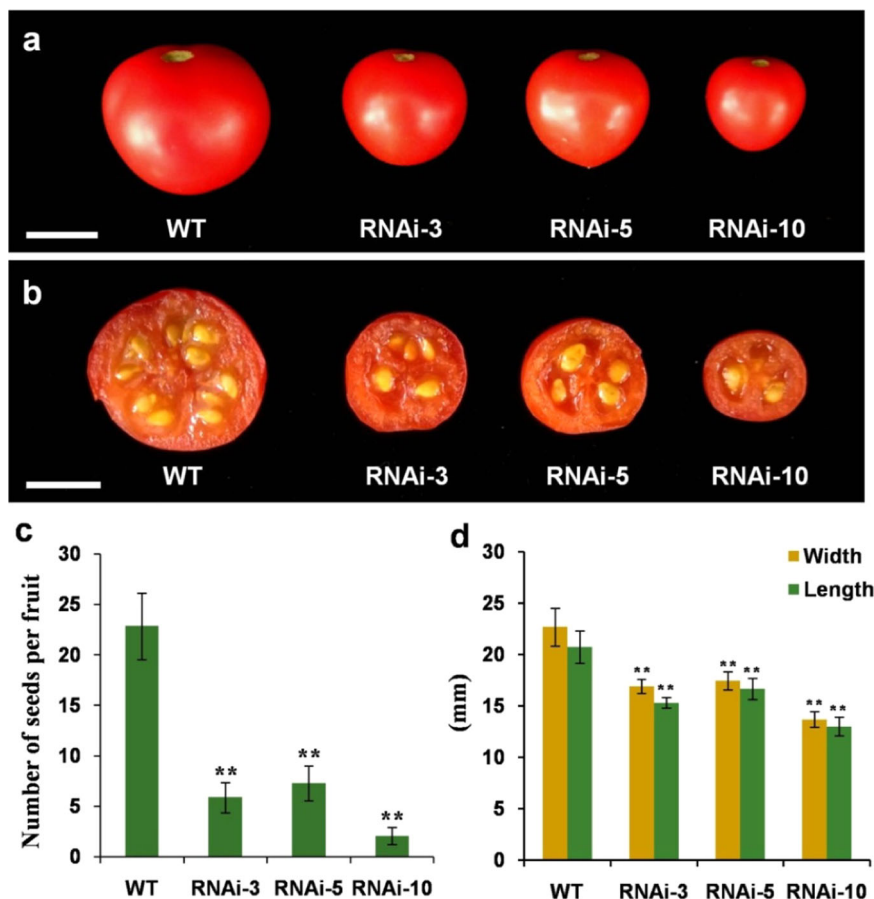 a
WT RNAi-3 RNAi-5 RNAi-10
b
WT RNAi-3 RNAi-5 RNAi-10
c
Number of seeds per fruit
30
25
20
15
10
5
0
**
**
**
WT RNAi-3 RNAi-5 RNAi-10
d
(mm)
30
25
20
15
10
5
0
Width
Length
** **
** **
** **
WT RNAi-3 RNAi-5 RNAi-10